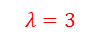 λ = 3